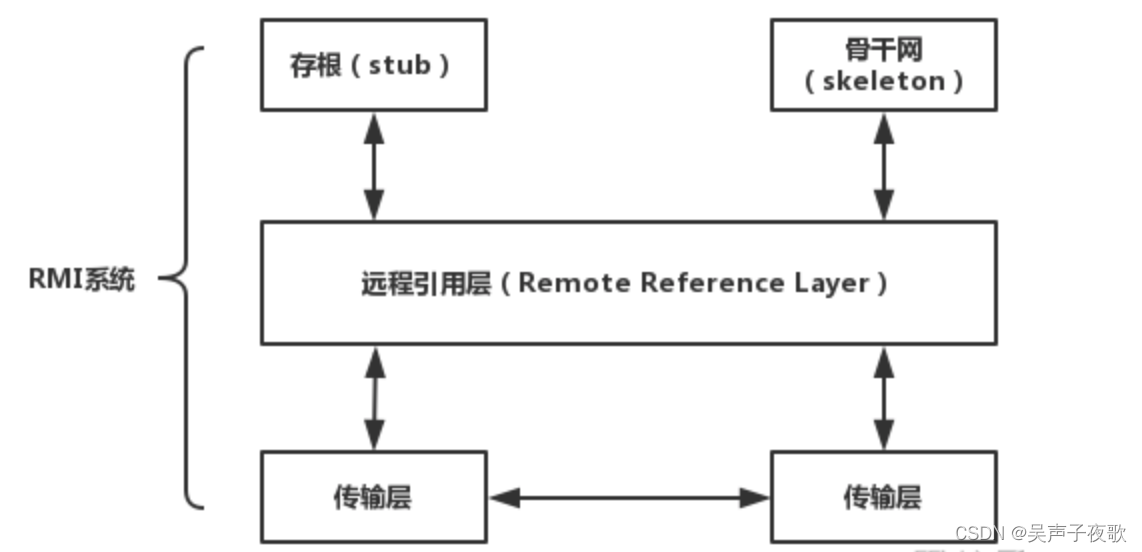 存根（stub）
骨干网
（skeleton）
RMI系统
远程引用层（Remote Reference Layer）
传输层
传输层
CSDN @吴声子夜歌